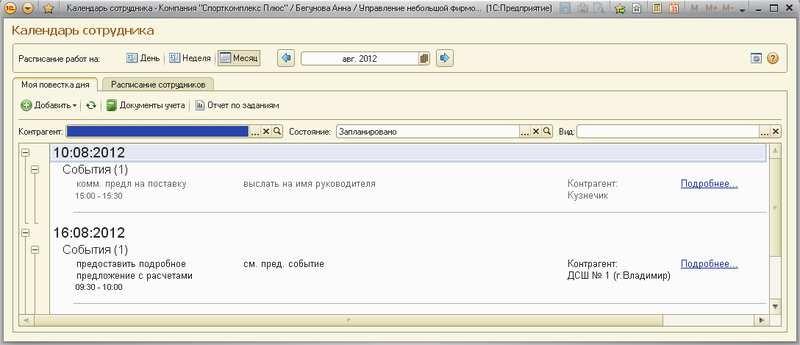 Календарь сотрудника - Компания "Спорткомплекс Плюс" / Бегунова Анна / Управление небольшой фирмо... (1С:Предприятие)
M M+ M-
Календарь сотрудника
Расписание работ на: День Неделя Месяц авг. 2012
Моя повестка дня Расписание сотрудников
Добавить Документы учета Отчет по заданиям
Контрагент: ... Состояние: Запланировано ... Вид: ...
10:08:2012
События (1)
комм. предл на поставку выслать на имя руководителя Контрагент: Подробнее...
15:00 - 15:30 Кузнечик
16:08:2012
События (1)
предоставить подробное см. пред. событие Контрагент: Подробнее...
предложение с расчетами ДСШ № 1 (г.Владимир)
09:30 - 10:00